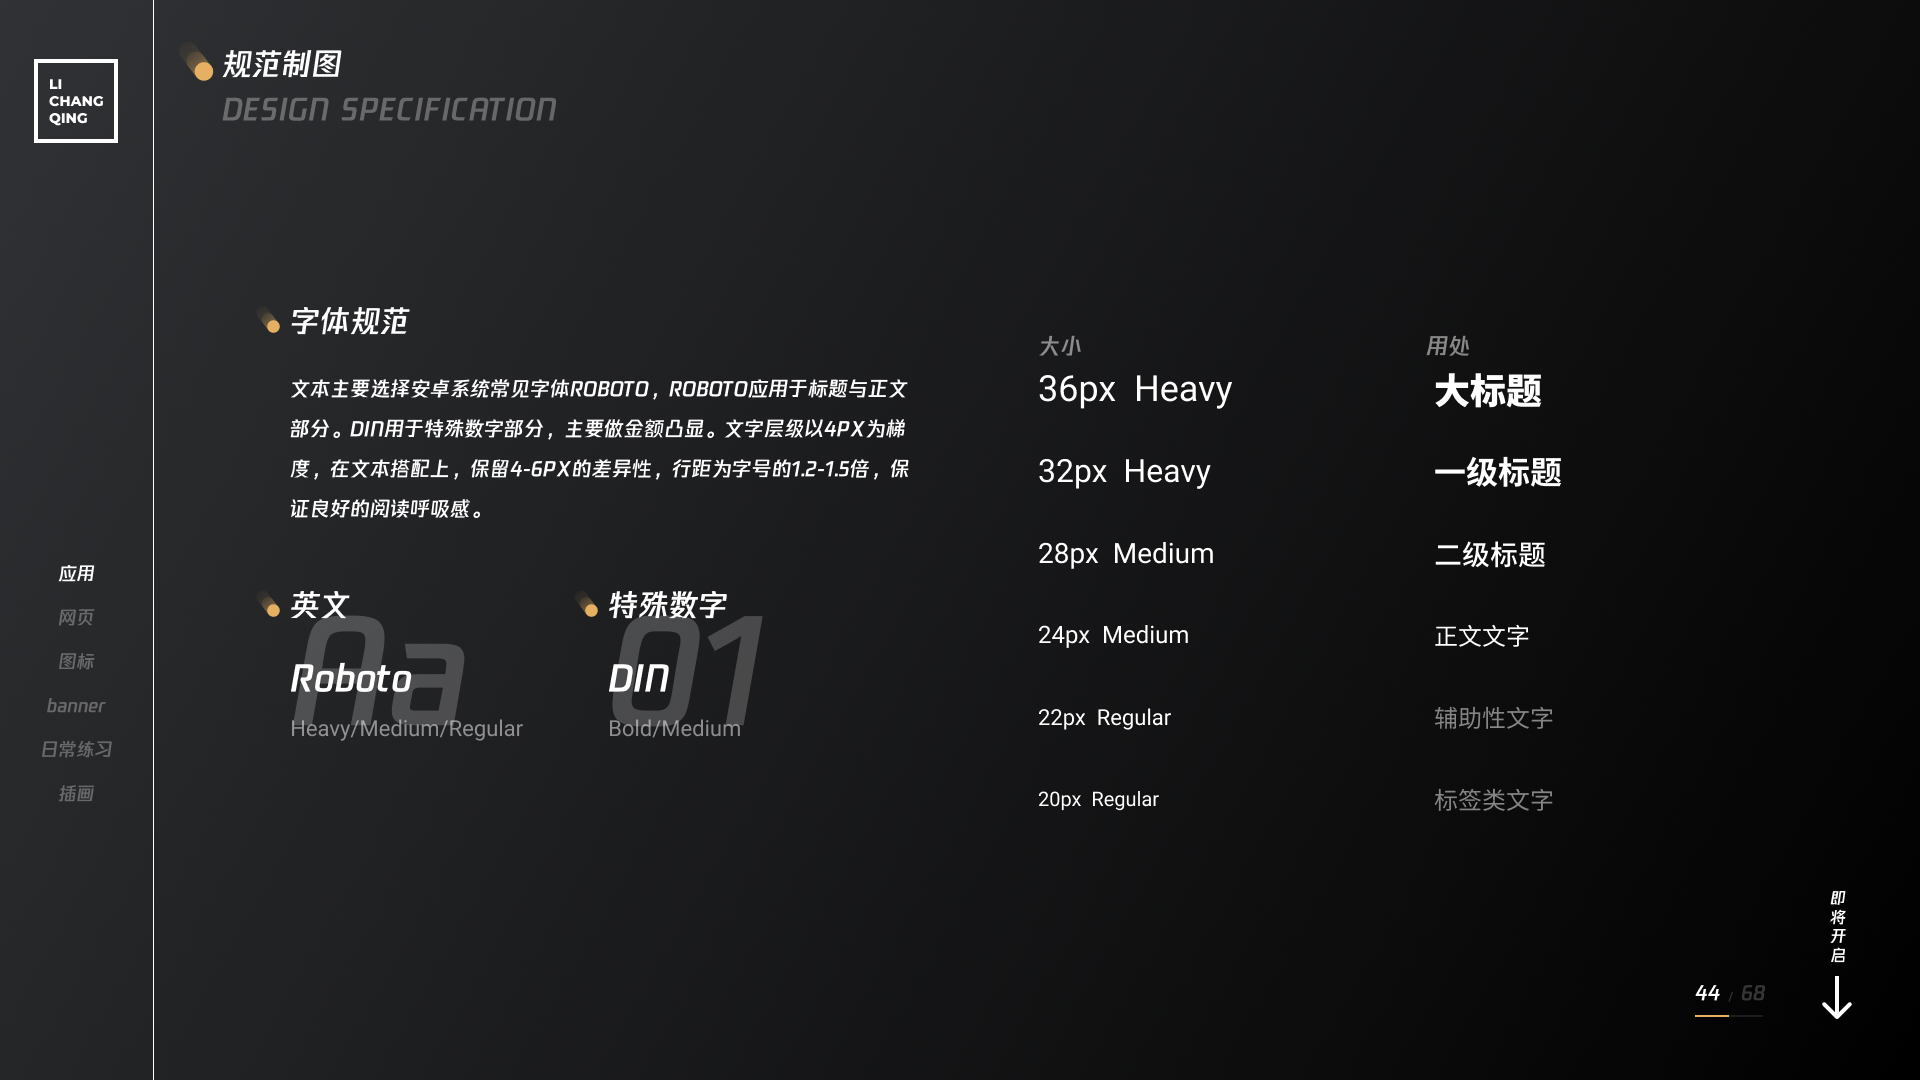 LI
CHANG
QING
规范制图
DESIGN SPECIFICATION
应用
网页
图标
banner
日常练习
插画
字体规范
文本主要选择安卓系统常见字体ROBOTO，ROBOTO应用于标题与正文
部分。DIN用于特殊数字部分，主要做金额凸显。文字层级以4PX为梯
度，在文本搭配上，保留4-6PX的差异性，行距为字号的1.2-1.5倍，保
证良好的阅读呼吸感。
英文
Aa
Roboto
Heavy/Medium/Regular
特殊数字
01
DIN
Bold/Medium
大小 用处
36px Heavy 大标题
32px Heavy 一级标题
28px Medium 二级标题
24px Medium 正文文字
22px Regular 辅助性文字
20px Regular 标签类文字
即将开启
44 / 68